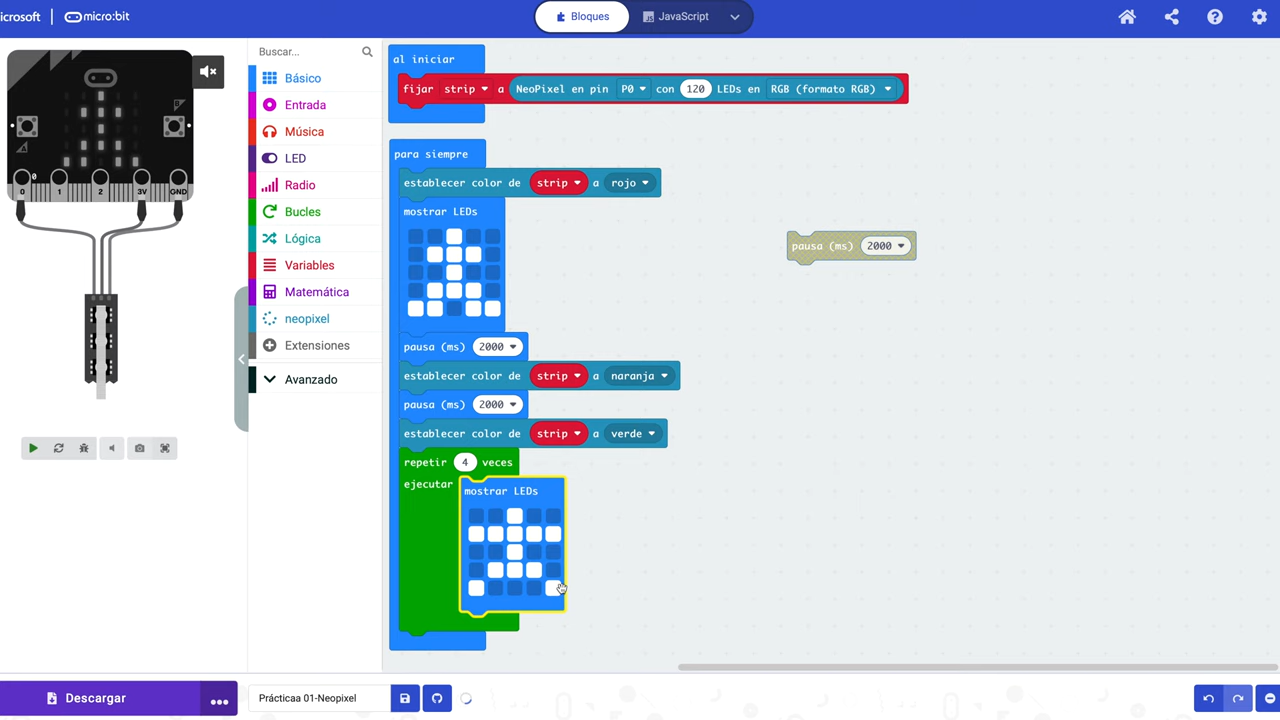 icrosoft
micro:bit
Bloques
JavaScript
0
1
2
3V
GND
A
B
Buscar...
Básico
Entrada
Música
LED
Radio
Bucles
Lógica
Variables
Matemática
neopixel
Extensiones
Avanzado
al iniciar
fijar strip a NeoPixel en pin P0 con 120 LEDs en RGB (formato RGB)
para siempre
establecer color de strip a rojo
mostrar LEDs
pausa (ms) 2000
pausa (ms) 2000
establecer color de strip a naranja
pausa (ms) 2000
establecer color de strip a verde
repetir 4 veces
ejecutar
mostrar LEDs
Descargar
Prácticaa 01-Neopixel